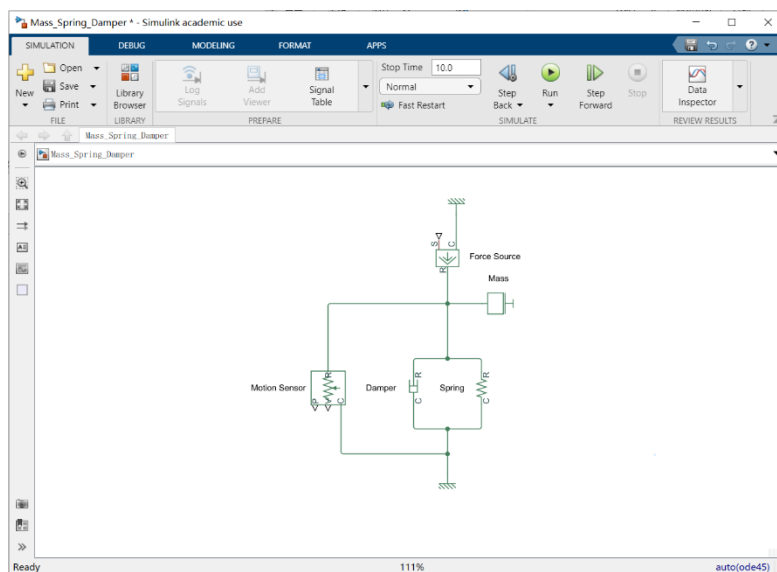 Mass_Spring_Damper * - Simulink academic use
SIMULATION DEBUG MODELING FORMAT APPS
New
Open
Save
Print
FILE
Library
Browser
LIBRARY
Log
Signals
Add
Viewer
Signal
Table
PREPARE
Stop Time 10.0
Normal
Fast Restart
Step
Back
Run
Step
Forward
Stop
SIMULATE
Data
Inspector
REVIEW RESULTS
Mass_Spring_Damper
Mass_Spring_Damper
S C
Force Source
R
Mass
R
R R
Motion Sensor Damper Spring
P V C
C C
Ready 111% auto(ode45)